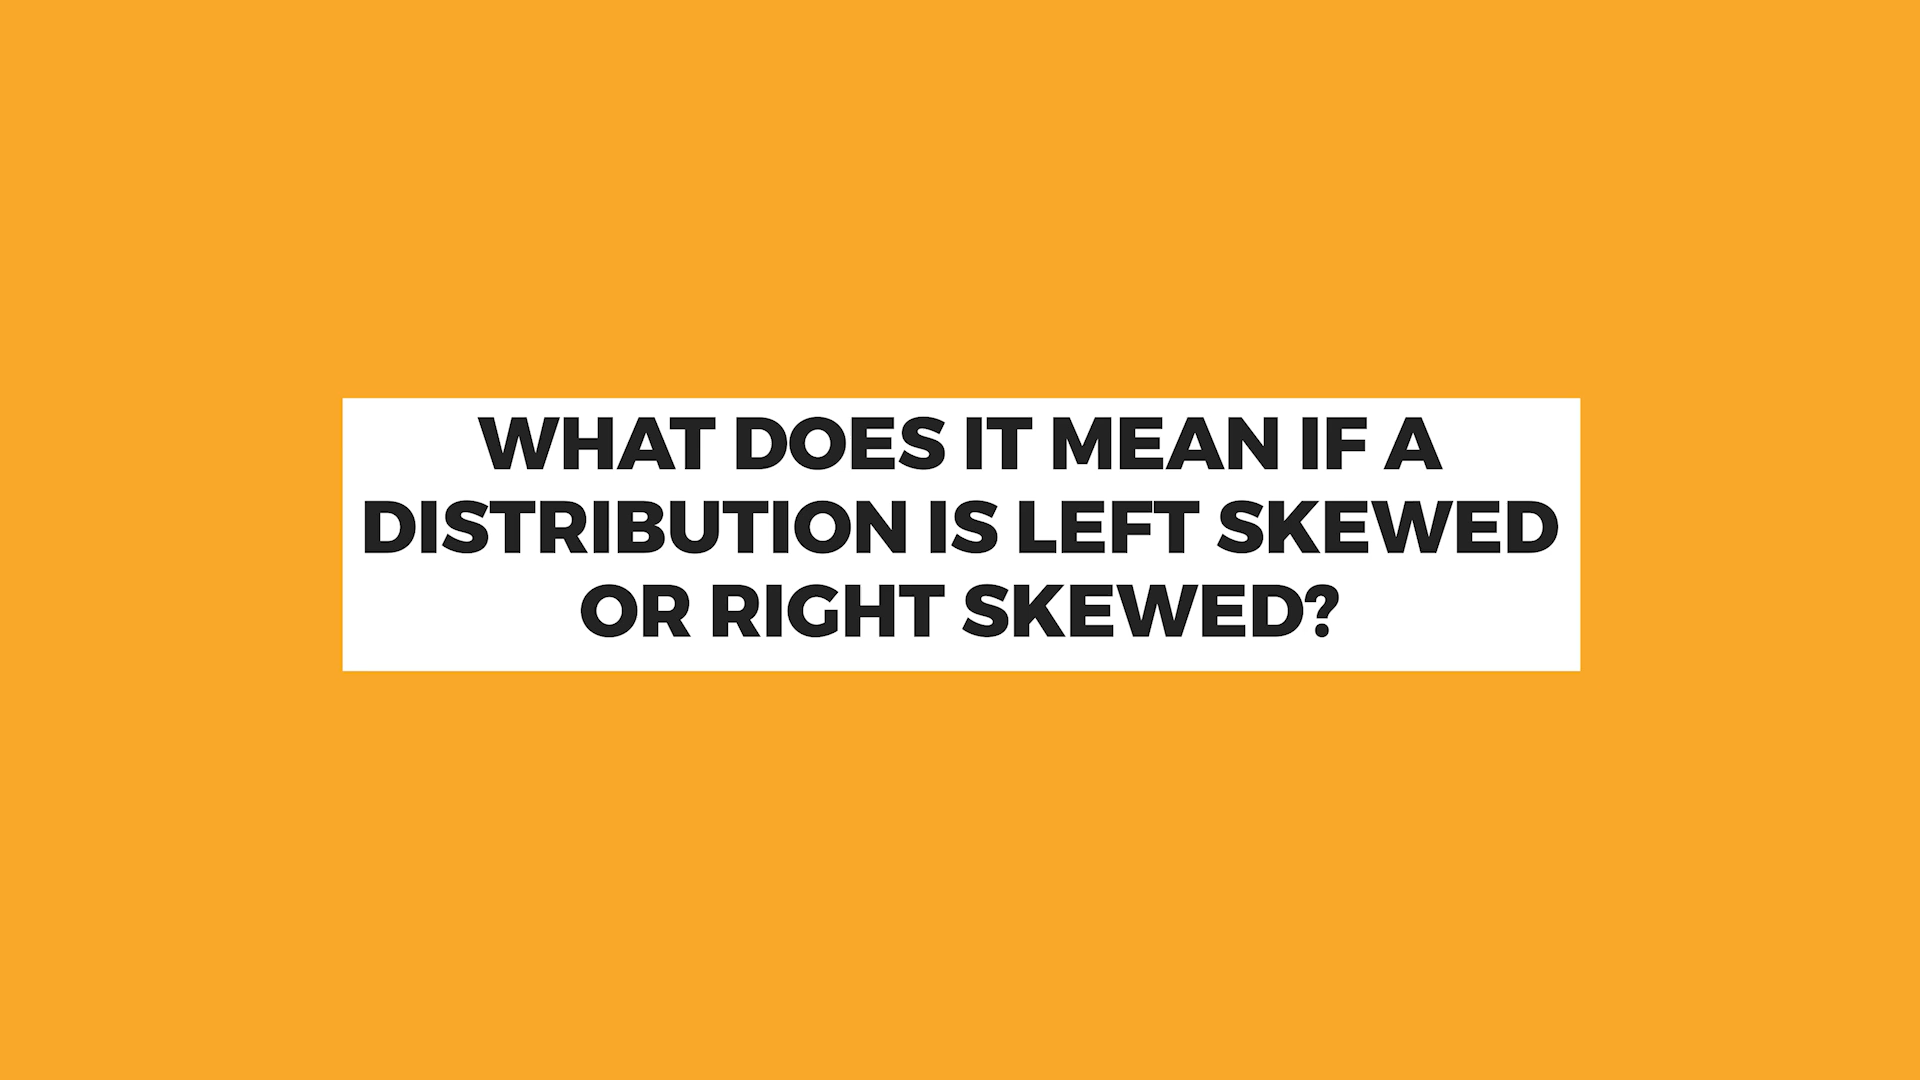 WHAT DOES IT MEAN IF A
DISTRIBUTION IS LEFT SKEWED
OR RIGHT SKEWED?